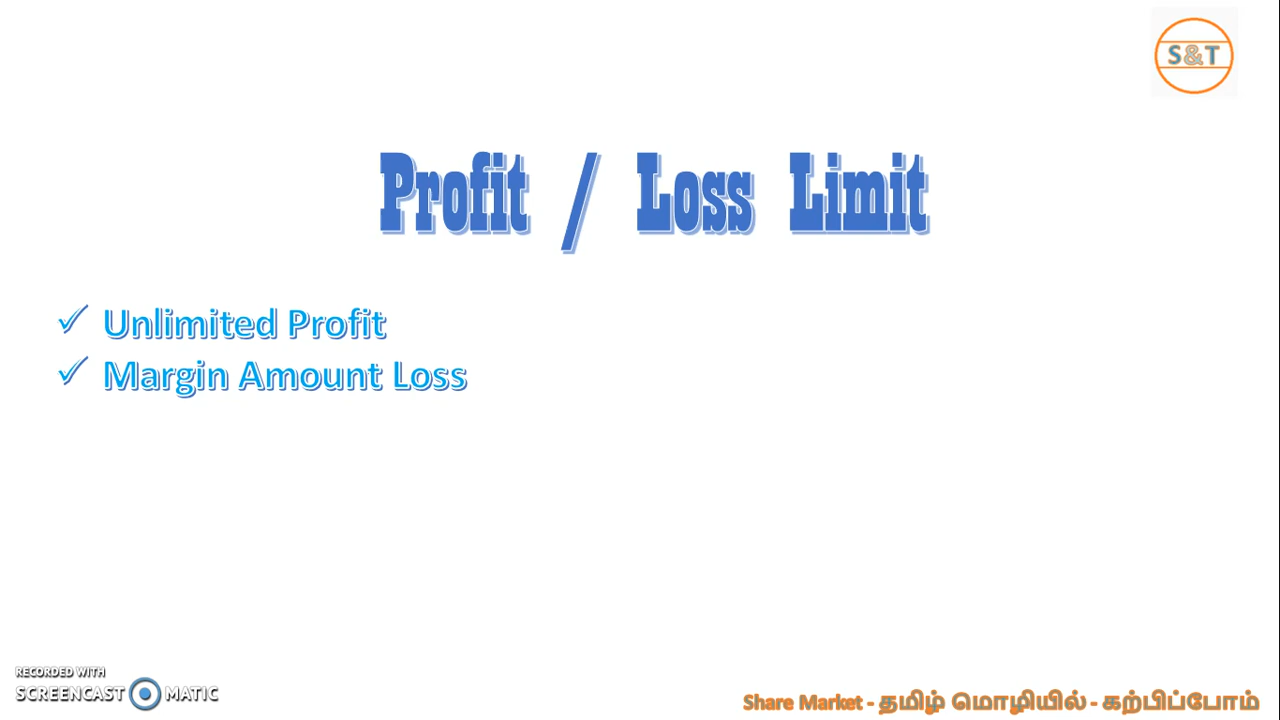 S&T
Profit / Loss Limit
✓ Unlimited Profit
✓ Margin Amount Loss
RECORDED WITH
SCREENCAST MATIC
Share Market - தமிழ் மொழியில் - கற்பிப்போம்